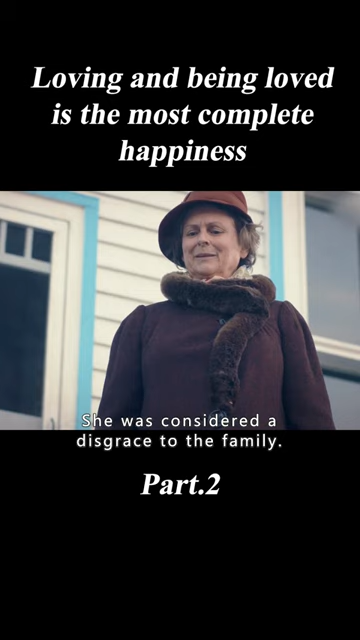 Loving and being loved
is the most complete
happiness
She was considered a
disgrace to the family.
Part.2